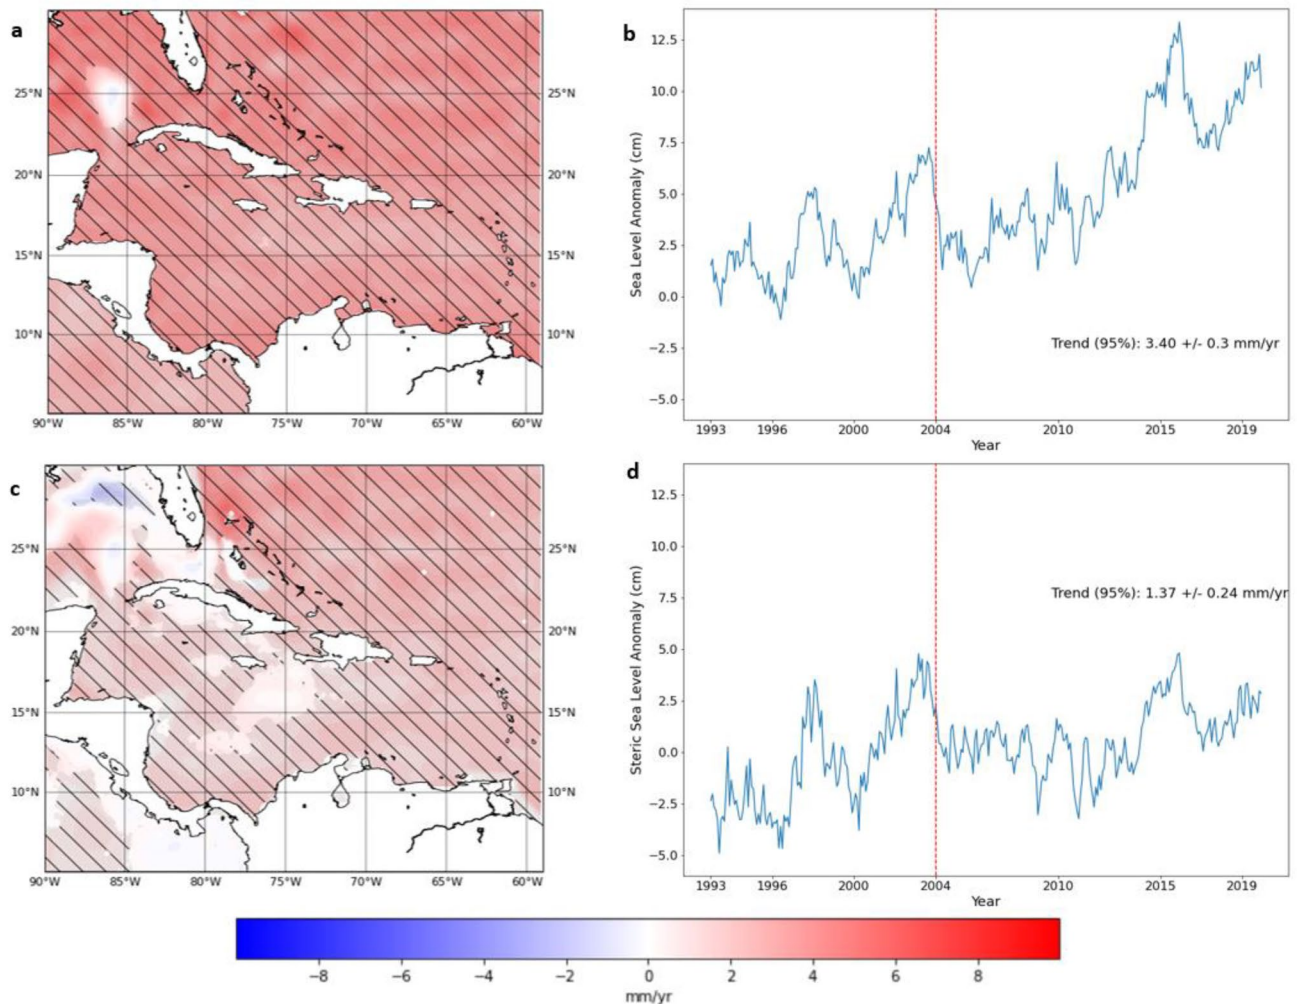 a
25°N
20°N
15°N
10°N
25°N
20°N
15°N
10°N
90°W 85°W 80°W 75°W 70°W 65°W 60°W
b
Sea Level Anomaly (cm)
12.5
10.0
7.5
5.0
2.5
0.0
−2.5
−5.0
Trend (95%): 3.40 +/- 0.3 mm/yr
1993 1996 2000 2004 2010 2015 2019
Year
c
25°N
20°N
15°N
10°N
25°N
20°N
15°N
10°N
90°W 85°W 80°W 75°W 70°W 65°W 60°W
d
Steric Sea Level Anomaly (cm)
12.5
10.0
7.5
5.0
2.5
0.0
−2.5
−5.0
Trend (95%): 1.37 +/- 0.24 mm/yr
1993 1996 2000 2004 2010 2015 2019
Year
−8 −6 −4 −2 0 2 4 6 8
mm/yr